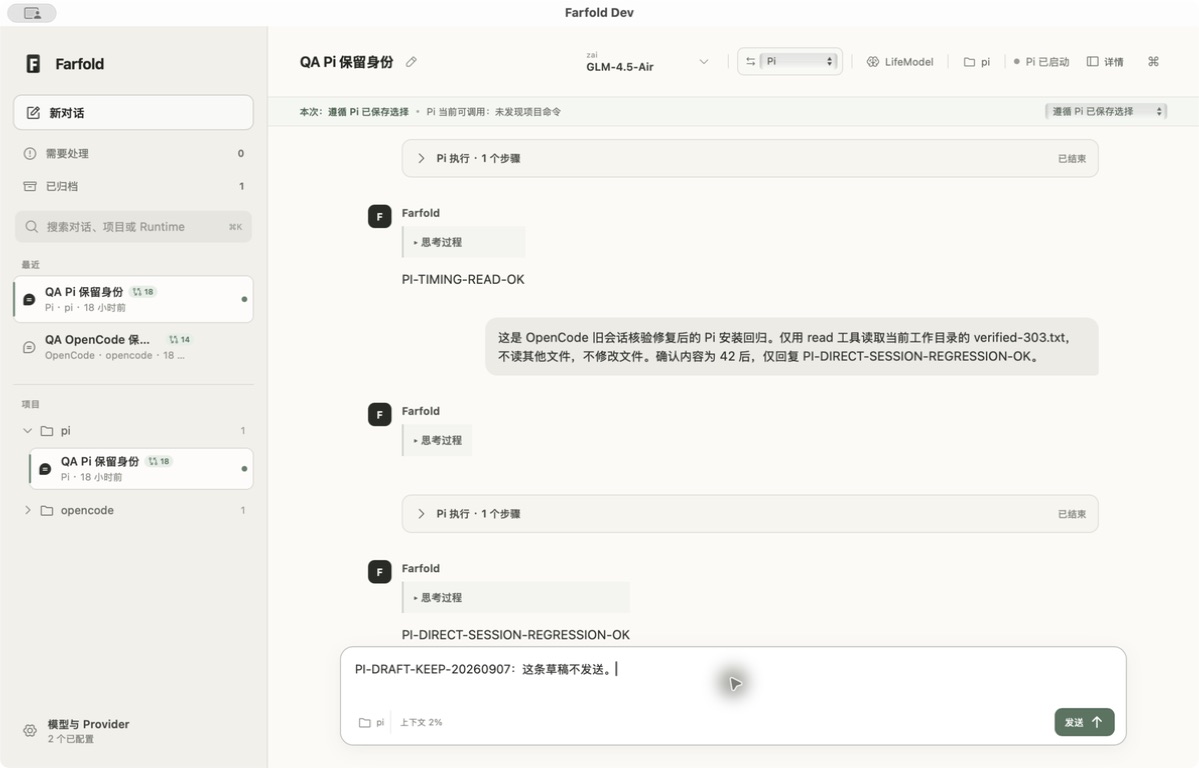 Farfold Dev
Farfold
新对话
需要处理 0
已归档 1
搜索对话、项目或 Runtime ⌘K
最近
QA Pi 保留身份 18
Pi · pi · 18 小时前
QA OpenCode 保... 14
OpenCode · opencode · 18 ...
项目
pi 1
QA Pi 保留身份 18
Pi · 18 小时前
opencode 1
模型与 Provider
2 个已配置
QA Pi 保留身份
zai
GLM-4.5-Air
Pi
LifeModel
pi
Pi 已启动
详情
⌘
本次：遵循 Pi 已保存选择 • Pi 当前可调用：未发现项目命令
遵循 Pi 已保存选择
Pi 执行 · 1 个步骤 已结束
F Farfold
思考过程
PI-TIMING-READ-OK
这是 OpenCode 旧会话核验修复后的 Pi 安装回归。仅用 read 工具读取当前工作目录的 verified-303.txt，
不读其他文件，不修改文件。确认内容为 42 后，仅回复 PI-DIRECT-SESSION-REGRESSION-OK。
F Farfold
思考过程
Pi 执行 · 1 个步骤 已结束
F Farfold
思考过程
PI-DIRECT-SESSION-REGRESSION-OK
PI-DRAFT-KEEP-20260907：这条草稿不发送。
pi 上下文 2%
发送